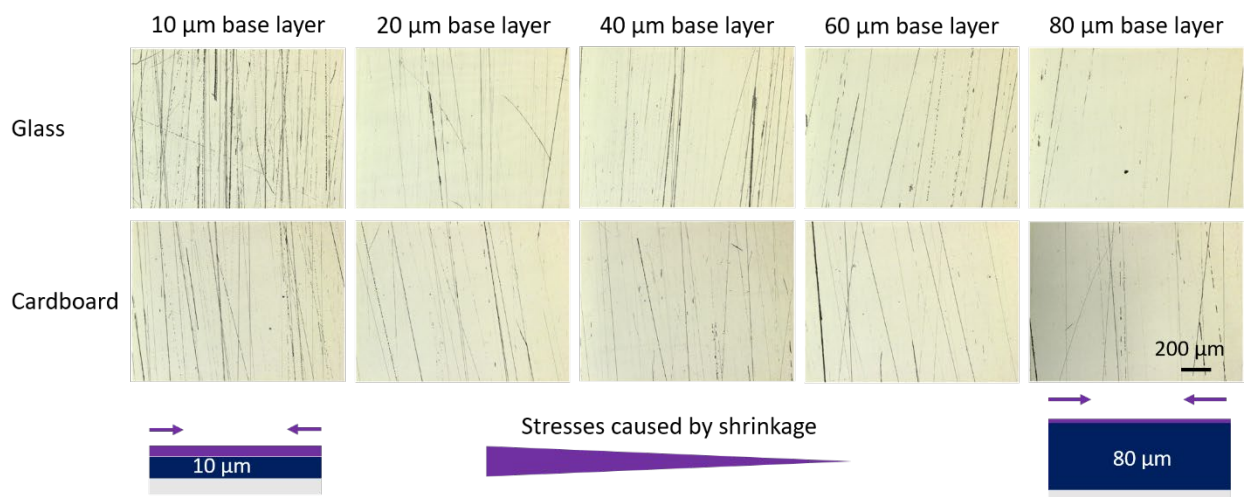 10 µm base layer
20 µm base layer
40 µm base layer
60 µm base layer
80 µm base layer
Glass
Cardboard
200 µm
Stresses caused by shrinkage
10 µm
80 µm